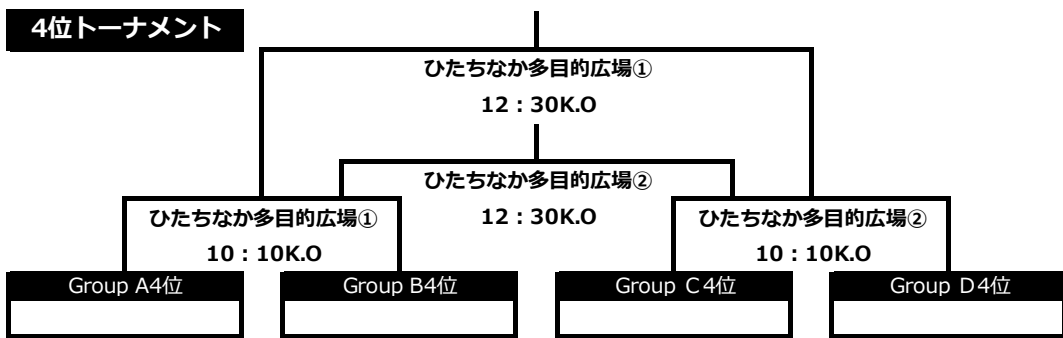 4位トーナメント
ひたちなか多目的広場①
12：30K.O
ひたちなか多目的広場②
12：30K.O
ひたちなか多目的広場①
10：10K.O
ひたちなか多目的広場②
10：10K.O
Group A4位
Group B4位
Group Ｃ4位
Group Ｄ4位